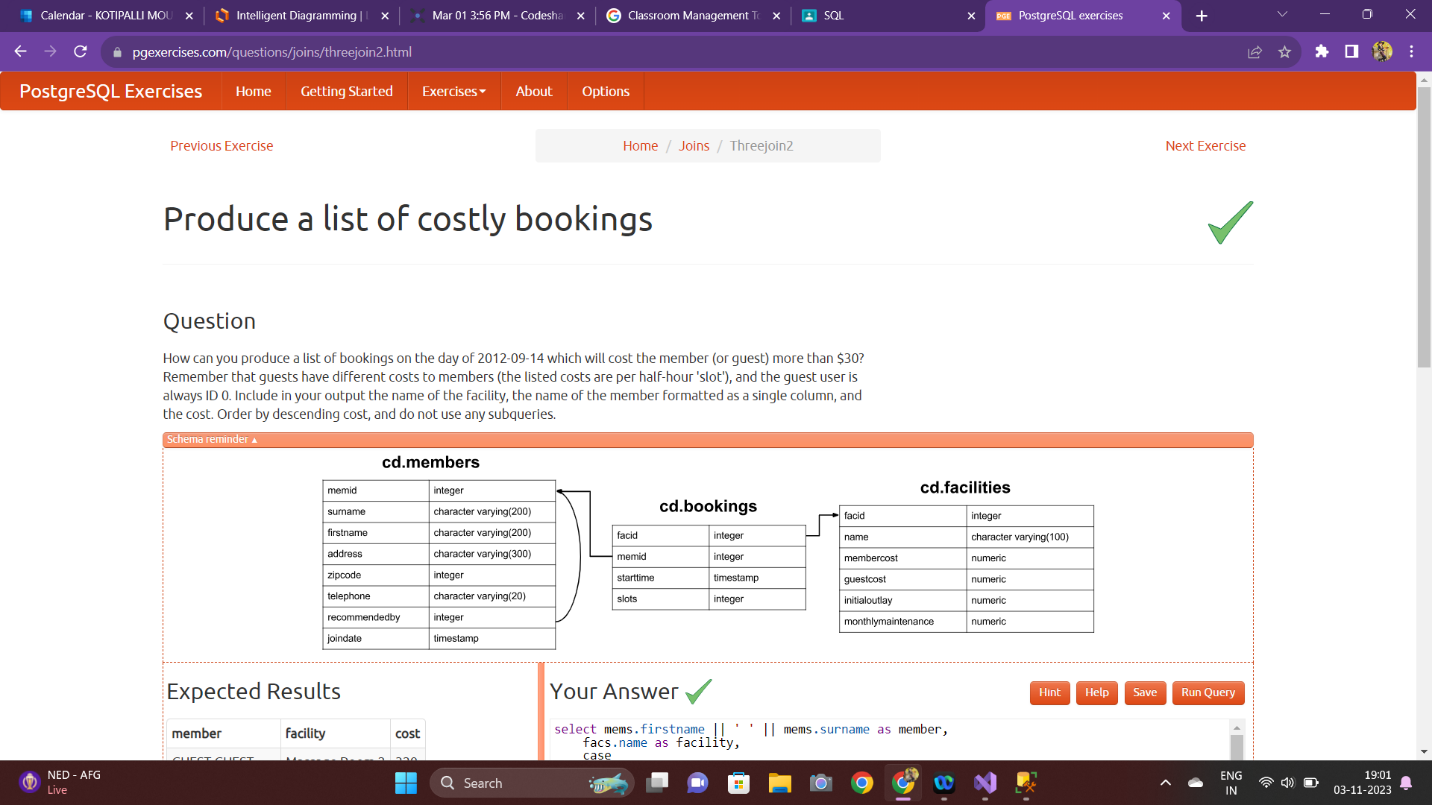 Calendar - KOTIPALLI MOU
Intelligent Diagramming |
Mar 01 3:56 PM - Codesha
Classroom Management To
SQL
PostgreSQL exercises
pgexercises.com/questions/joins/threejoin2.html
PostgreSQL Exercises
Home
Getting Started
Exercises
About
Options
Previous Exercise
Home / Joins / Threejoin2
Next Exercise
Produce a list of costly bookings
Question
How can you produce a list of bookings on the day of 2012-09-14 which will cost the member (or guest) more than $30?
Remember that guests have different costs to members (the listed costs are per half-hour 'slot'), and the guest user is
always ID 0. Include in your output the name of the facility, the name of the member formatted as a single column, and
the cost. Order by descending cost, and do not use any subqueries.
Schema reminder
cd.members
memid integer
surname character varying(200)
firstname character varying(200)
address character varying(300)
zipcode integer
telephone character varying(20)
recommendedby integer
joindate timestamp
cd.bookings
facid integer
memid integer
starttime timestamp
slots integer
cd.facilities
facid integer
name character varying(100)
membercost numeric
guestcost numeric
initialoutlay numeric
monthlymaintenance numeric
Expected Results
member facility cost
Your Answer
Hint
Help
Save
Run Query
select mems.firstname || ' ' || mems.surname as member,
facs.name as facility,
case
NED - AFG
Live
Search
ENG
IN
19:01
03-11-2023